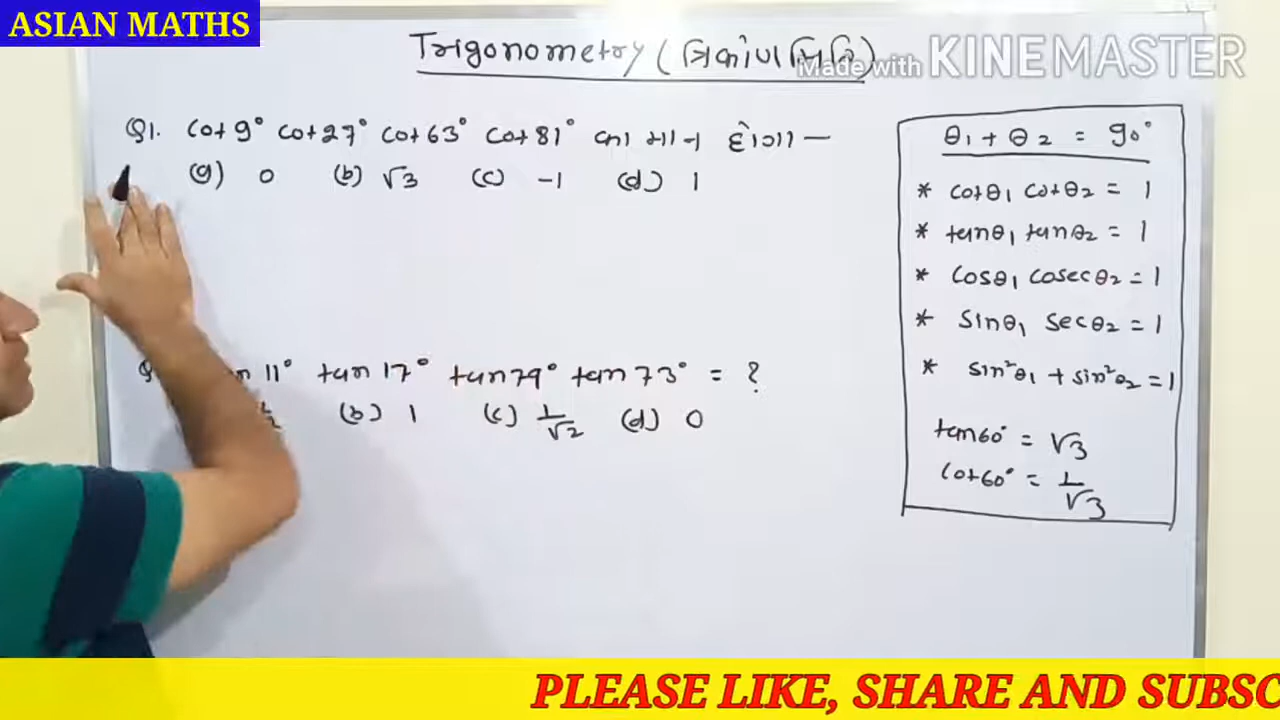 ASIAN MATHS
Trigonometry (त्रिकोणमिति)
Made with KINEMASTER
Q1. cot 9° cot 27° cot 63° cot 81° का मान होगा —
(a) 0 (b) √3 (c) -1 (d) 1
11° tan 17° tan 79° tan 73° = ?
(b) 1 (c) 1/√2 (d) 0
θ₁ + θ₂ = 90°
* cotθ₁ cotθ₂ = 1
* tanθ₁ tanθ₂ = 1
* cosθ₁ cosecθ₂ = 1
* sinθ₁ secθ₂ = 1
* sin²θ₁ + sin²θ₂ = 1
tan60° = √3
cot60° = 1/√3
PLEASE LIKE, SHARE AND SUBSC